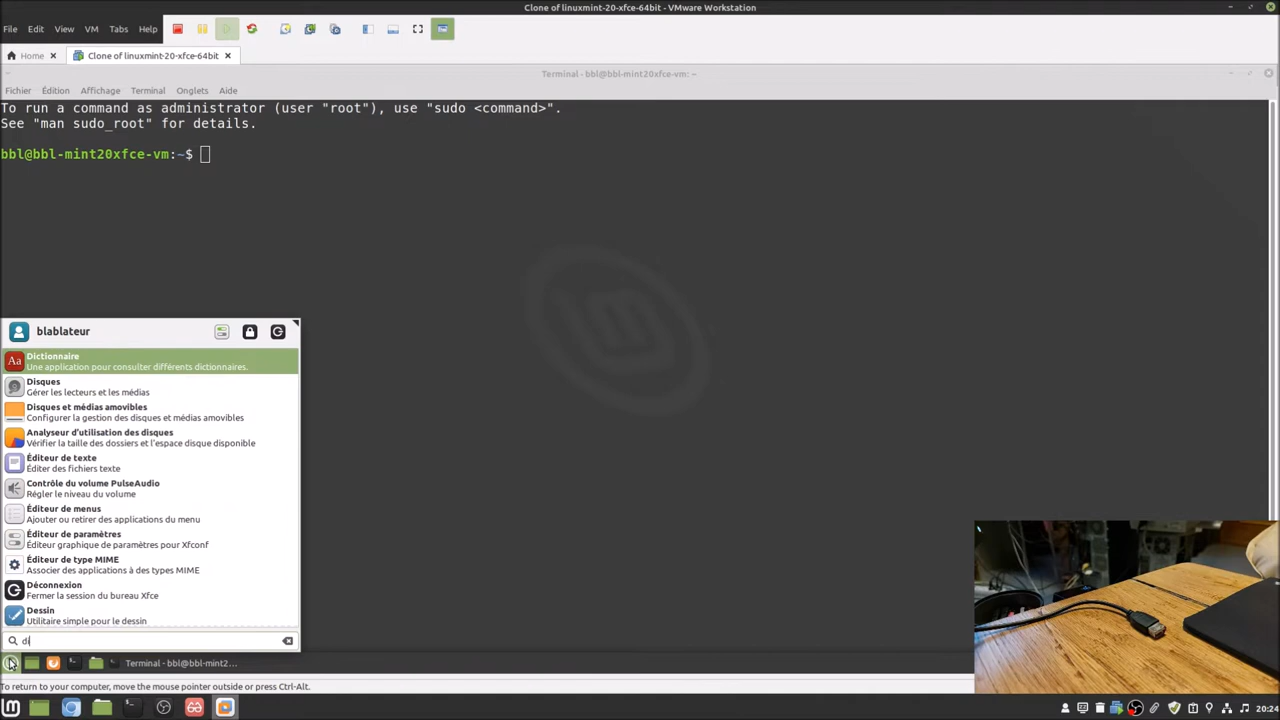 Clone of linuxmint-20-xfce-64bit - VMware Workstation
File Edit View VM Tabs Help
Home Clone of linuxmint-20-xfce-64bit
Terminal - bbl@bbl-mint20xfce-vm: ~
Fichier Édition Affichage Terminal Onglets Aide
To run a command as administrator (user "root"), use "sudo <command>".
See "man sudo_root" for details.
bbl@bbl-mint20xfce-vm:~$
blablateur
Dictionnaire
Une application pour consulter différents dictionnaires.
Disques
Gérer les lecteurs et les médias
Disques et médias amovibles
Configurer la gestion des disques et médias amovibles
Analyseur d'utilisation des disques
Vérifier la taille des dossiers et l'espace disque disponible
Éditeur de texte
Éditer des fichiers texte
Contrôle du volume PulseAudio
Régler le niveau du volume
Éditeur de menus
Ajouter ou retirer des applications du menu
Éditeur de paramètres
Éditeur graphique de paramètres pour Xfconf
Éditeur de type MIME
Associer des applications à des types MIME
Déconnexion
Fermer la session du bureau Xfce
Dessin
Utilitaire simple pour le dessin
di
Terminal - bbl@bbl-mint2...
To return to your computer, move the mouse pointer outside or press Ctrl-Alt.
20:24